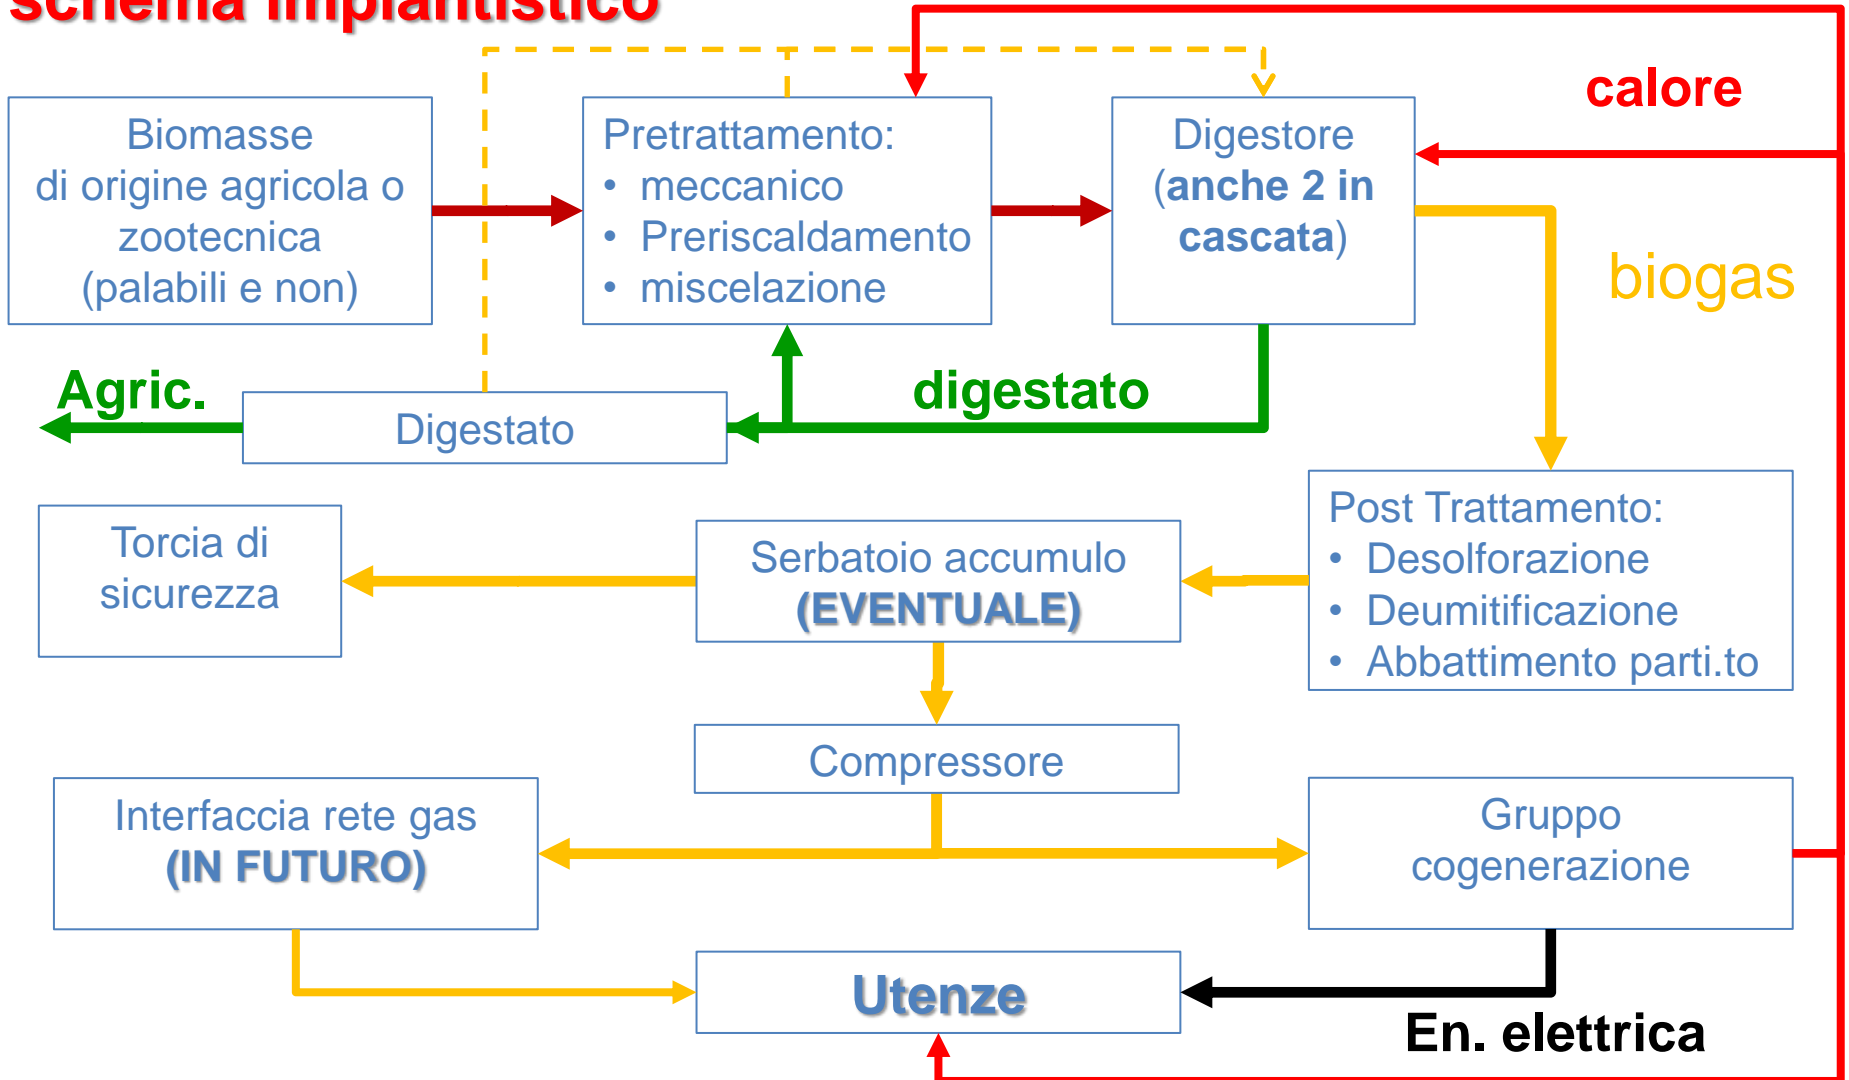 schema impiantistico
calore
Biomasse
di origine agricola o
zootecnica
(palabili e non)
Pretrattamento:
• meccanico
• Preriscaldamento
• miscelazione
Digestore
(anche 2 in
cascata)
biogas
Agric.
digestato
Digestato
Torcia di
sicurezza
Serbatoio accumulo
(EVENTUALE)
Post Trattamento:
• Desolforazione
• Deumitificazione
• Abbattimento parti.to
Compressore
Interfaccia rete gas
(IN FUTURO)
Gruppo
cogenerazione
Utenze
En. elettrica